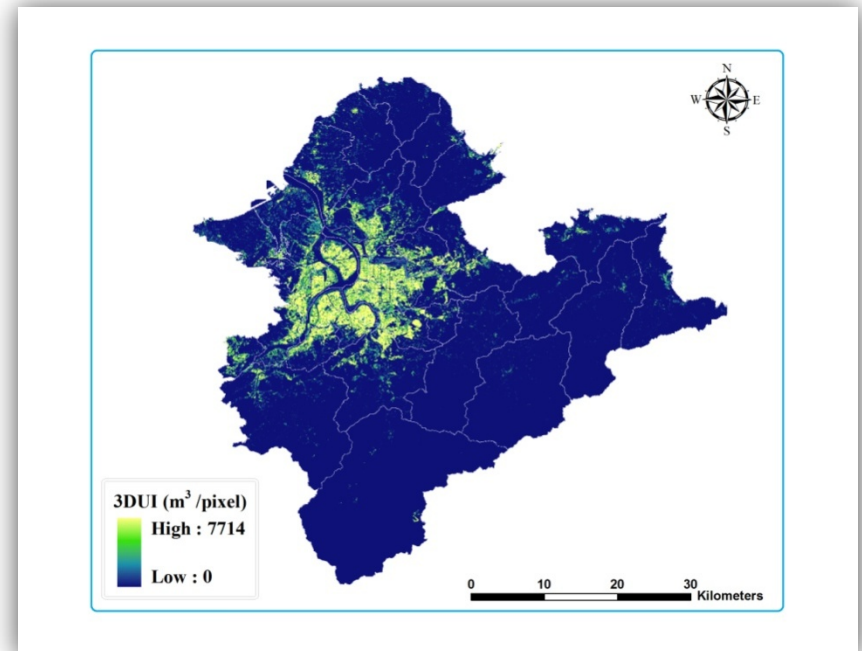 N
W E
S
3DUI (m³ /pixel)
High : 7714
Low : 0
0 10 20 30
Kilometers